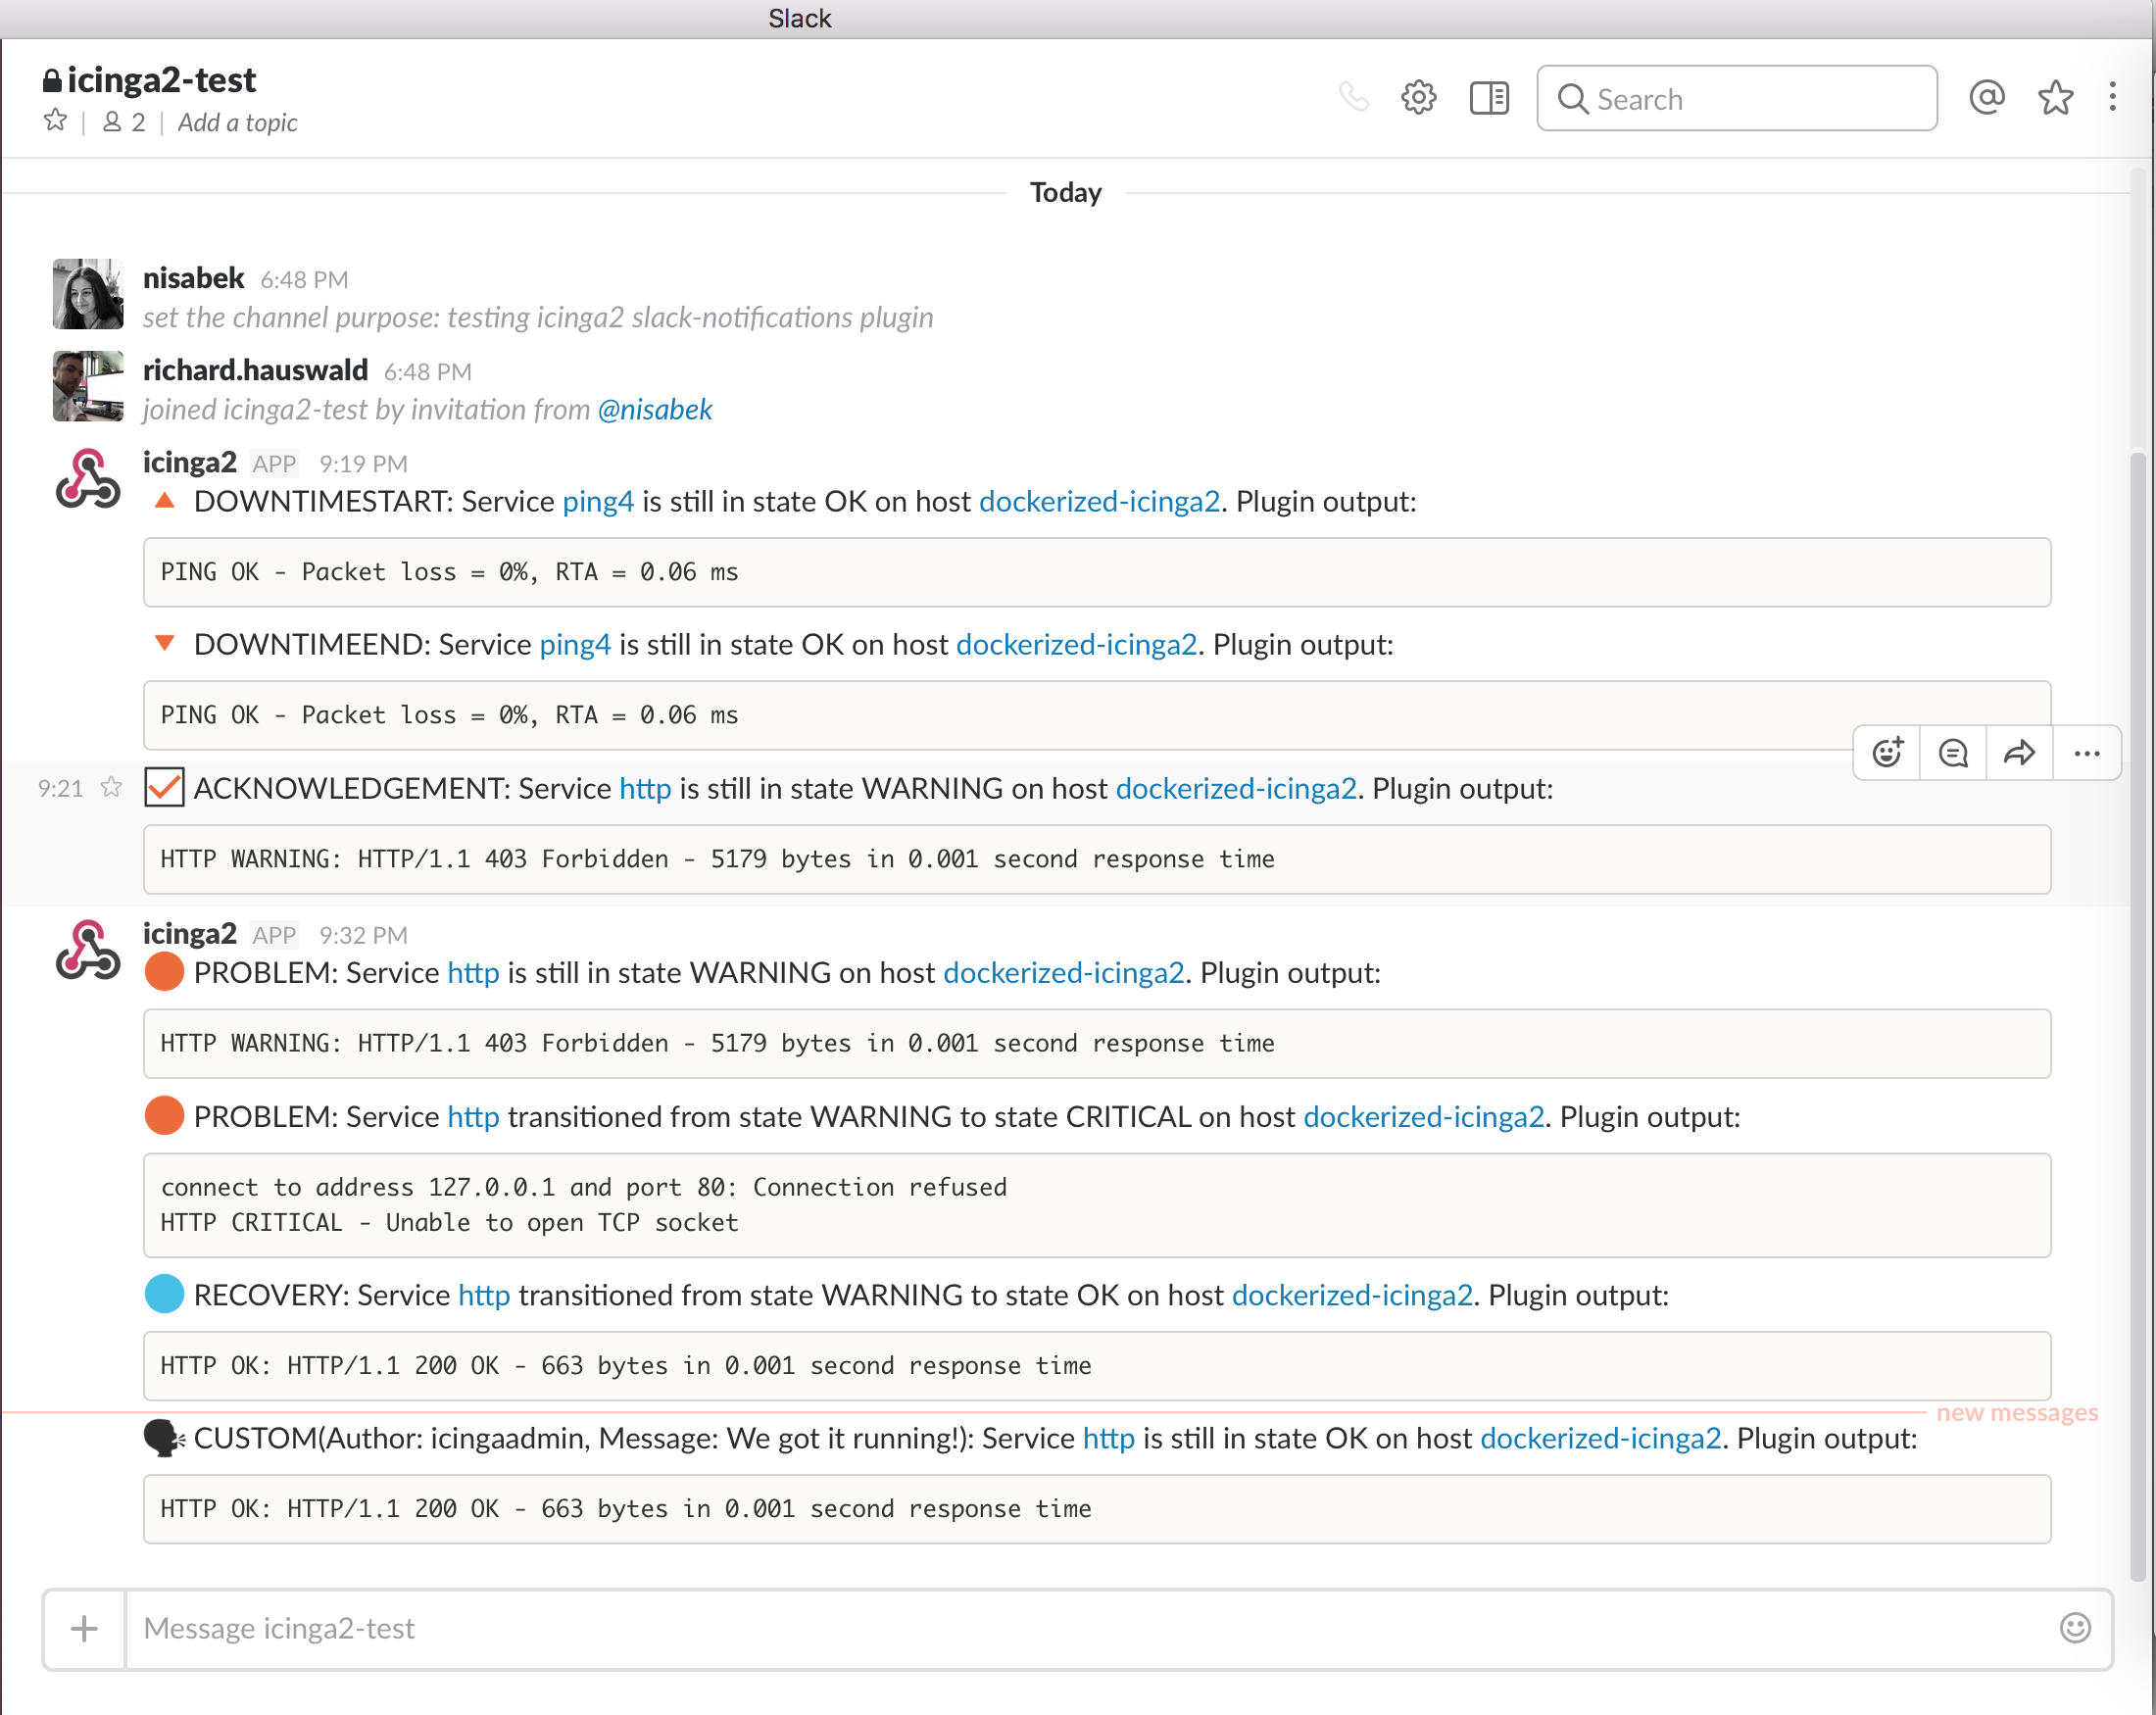 Slack
icinga2-test
2 | Add a topic
Search
Today
nisabek 6:48 PM
set the channel purpose: testing icinga2 slack-notifications plugin
richard.hauswald 6:48 PM
joined icinga2-test by invitation from @nisabek
icinga2 APP 9:19 PM
DOWNTIMESTART: Service ping4 is still in state OK on host dockerized-icinga2. Plugin output:
PING OK - Packet loss = 0%, RTA = 0.06 ms
DOWNTIMEEND: Service ping4 is still in state OK on host dockerized-icinga2. Plugin output:
PING OK - Packet loss = 0%, RTA = 0.06 ms
9:21 ACKNOWLEDGEMENT: Service http is still in state WARNING on host dockerized-icinga2. Plugin output:
HTTP WARNING: HTTP/1.1 403 Forbidden - 5179 bytes in 0.001 second response time
icinga2 APP 9:32 PM
PROBLEM: Service http is still in state WARNING on host dockerized-icinga2. Plugin output:
HTTP WARNING: HTTP/1.1 403 Forbidden - 5179 bytes in 0.001 second response time
PROBLEM: Service http transitioned from state WARNING to state CRITICAL on host dockerized-icinga2. Plugin output:
connect to address 127.0.0.1 and port 80: Connection refused
HTTP CRITICAL - Unable to open TCP socket
RECOVERY: Service http transitioned from state WARNING to state OK on host dockerized-icinga2. Plugin output:
HTTP OK: HTTP/1.1 200 OK - 663 bytes in 0.001 second response time
new messages
CUSTOM(Author: icingaadmin, Message: We got it running!): Service http is still in state OK on host dockerized-icinga2. Plugin output:
HTTP OK: HTTP/1.1 200 OK - 663 bytes in 0.001 second response time
Message icinga2-test